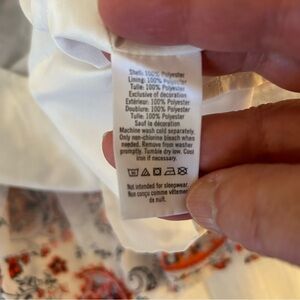 Shell: 100% Polyester
Lining: 100% Polyester
Tulle: 100% Polyester
Exclusive of decoration
Extérieur: 100% Polyester
Doublure: 100% Polyester
Tulle: 100% Polyester
Sauf la décoration
Machine wash cold separately.
Only non-chlorine bleach when
needed. Remove from washer
promptly. Tumble dry low. Cool
iron if necessary.
Not intended for sleepwear.
Non conçu comme vêtement
de nuit.